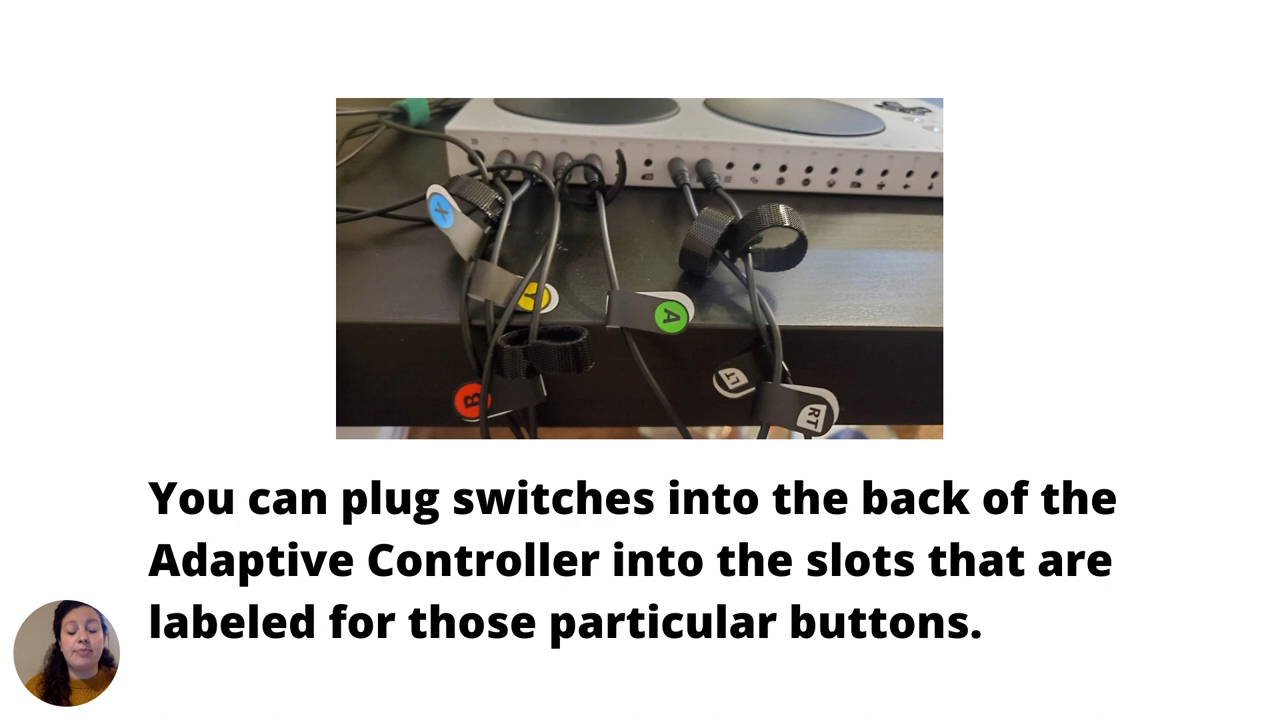 X
Y
A
B
LT
RT
You can plug switches into the back of the
Adaptive Controller into the slots that are
labeled for those particular buttons.